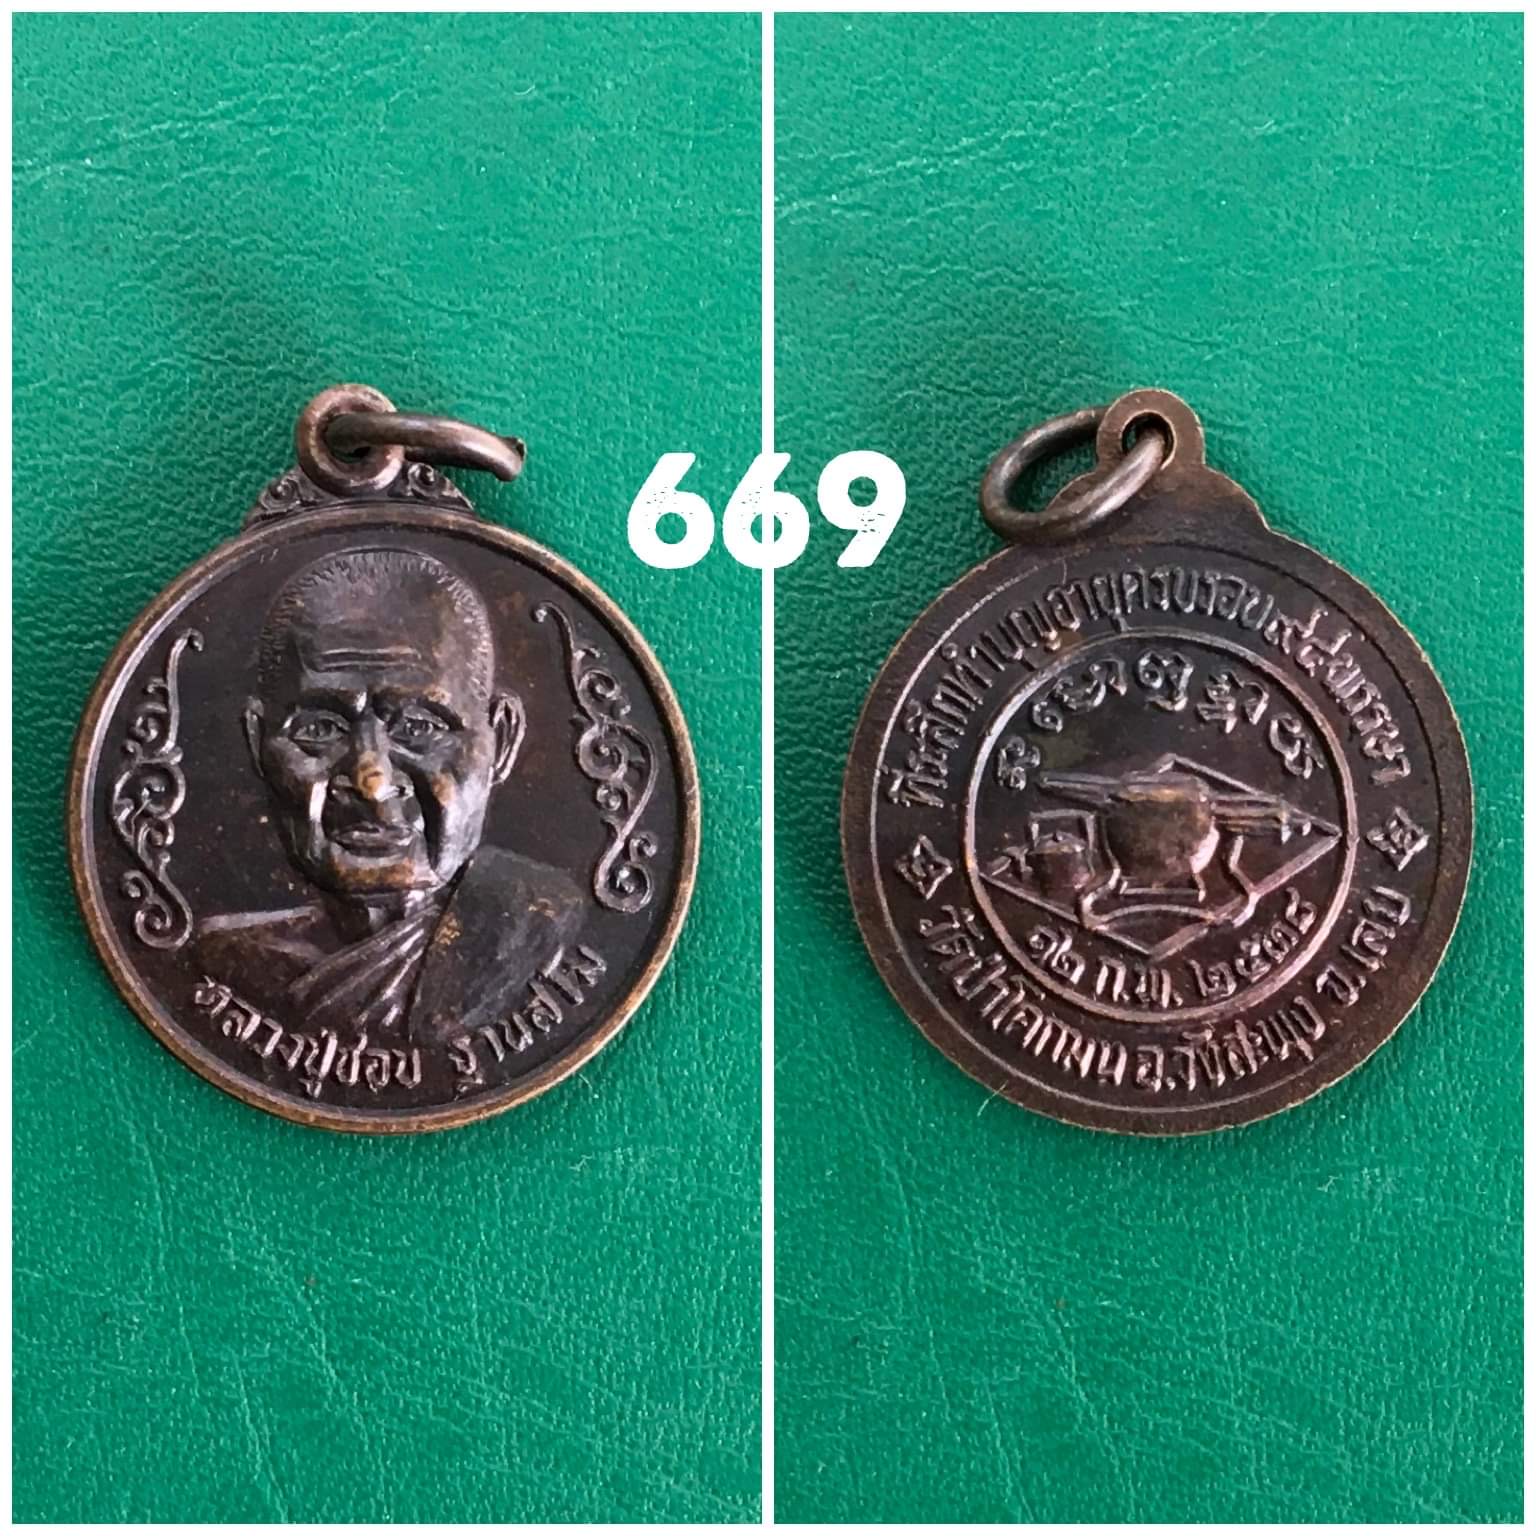 669
หลวงปู่ชอบ ฐานสโม
ที่ระลึกทำบุญอายุครบรอบ ๙๔ พรรษา
๑๒ ก.พ. ๒๕๓๘
วัดป่าโคกมน อ.วังสะพุง จ.เลย